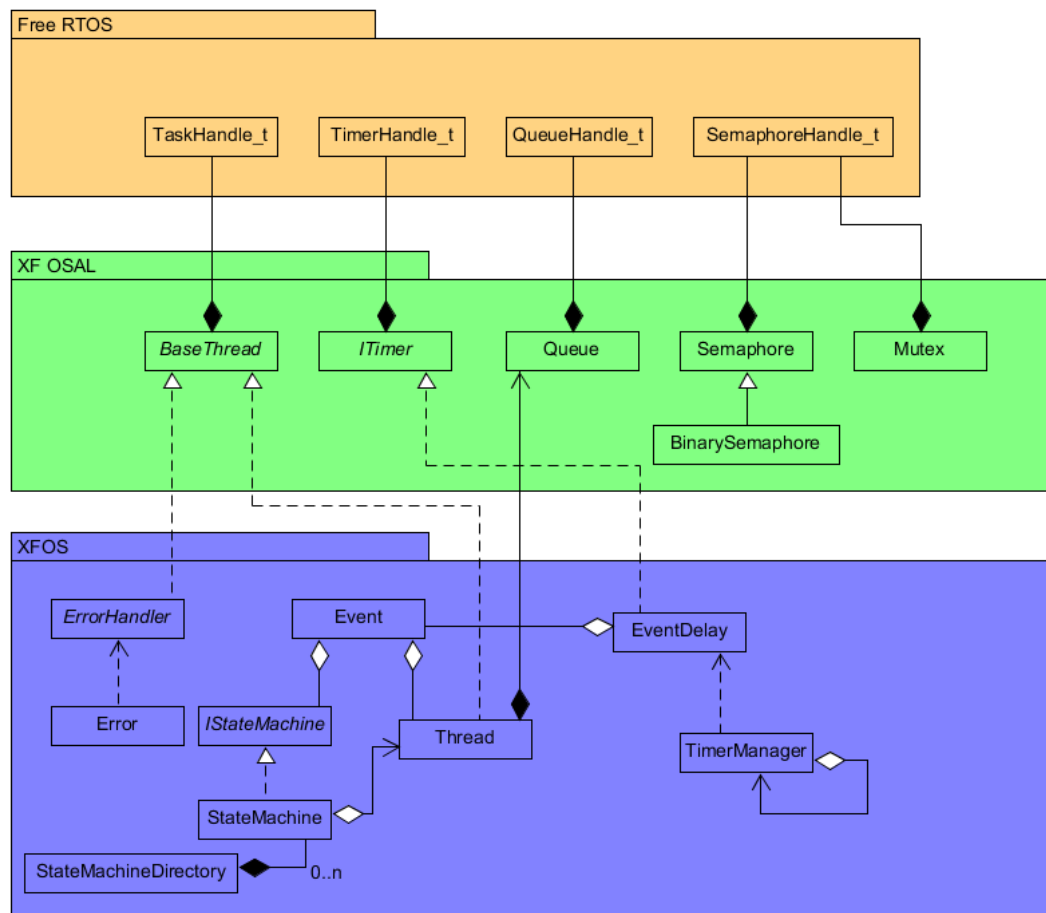 Free RTOS
TaskHandle_t
TimerHandle_t
QueueHandle_t
SemaphoreHandle_t
XF OSAL
BaseThread
ITimer
Queue
Semaphore
Mutex
BinarySemaphore
XFOS
ErrorHandler
Event
EventDelay
Error
IStateMachine
Thread
TimerManager
StateMachine
StateMachineDirectory
0..n